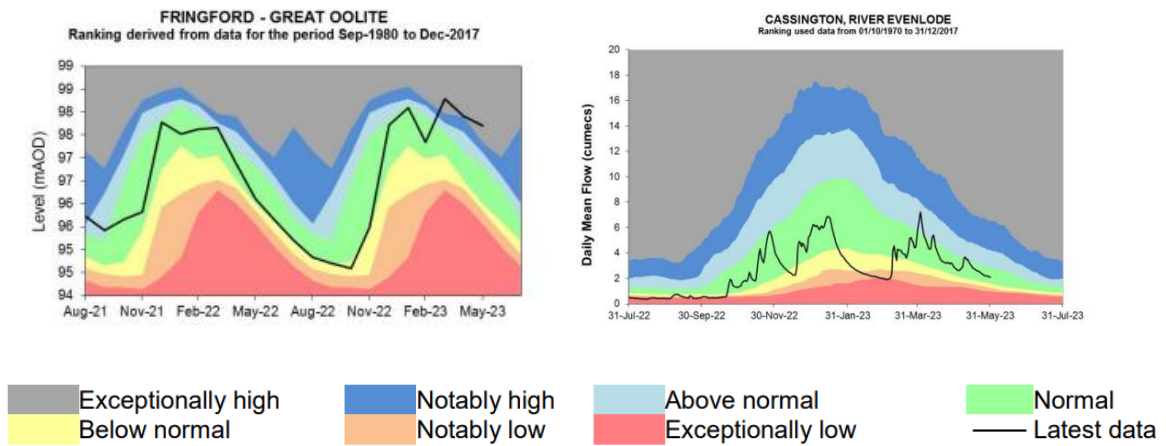 FRINGFORD - GREAT OOLITE
Ranking derived from data for the period Sep-1980 to Dec-2017
Level (mAOD)
99
99
98
98
97
97
96
96
95
95
94
Aug-21 Nov-21 Feb-22 May-22 Aug-22 Nov-22 Feb-23 May-23
CASSINGTON, RIVER EVENLODE
Ranking used data from 01/10/1970 to 31/12/2017
Daily Mean Flow (cumecs)
20
18
16
14
12
10
8
6
4
2
0
31-Jul-22 30-Sep-22 30-Nov-22 31-Jan-23 31-Mar-23 31-May-23 31-Jul-23
Exceptionally high Notably high Above normal Normal
Below normal Notably low Exceptionally low Latest data